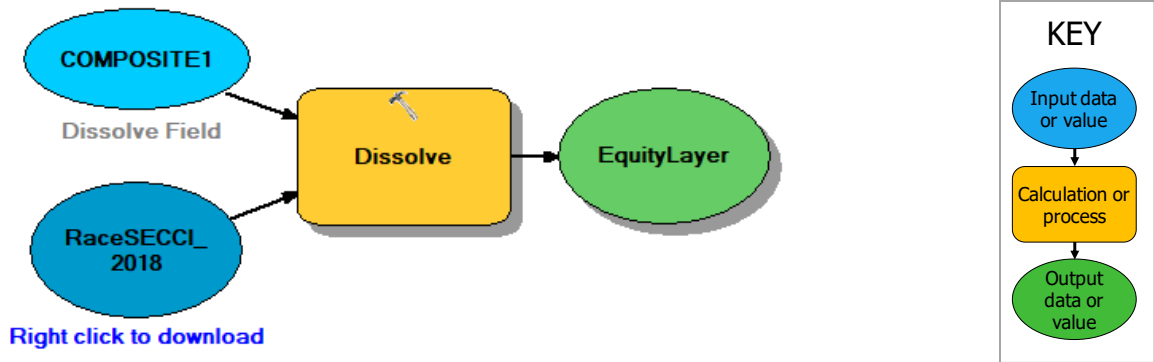 COMPOSITE1
Dissolve Field
Dissolve
EquityLayer
RaceSECCI_
2018
Right click to download
KEY
Input data
or value
Calculation or
process
Output
data or
value